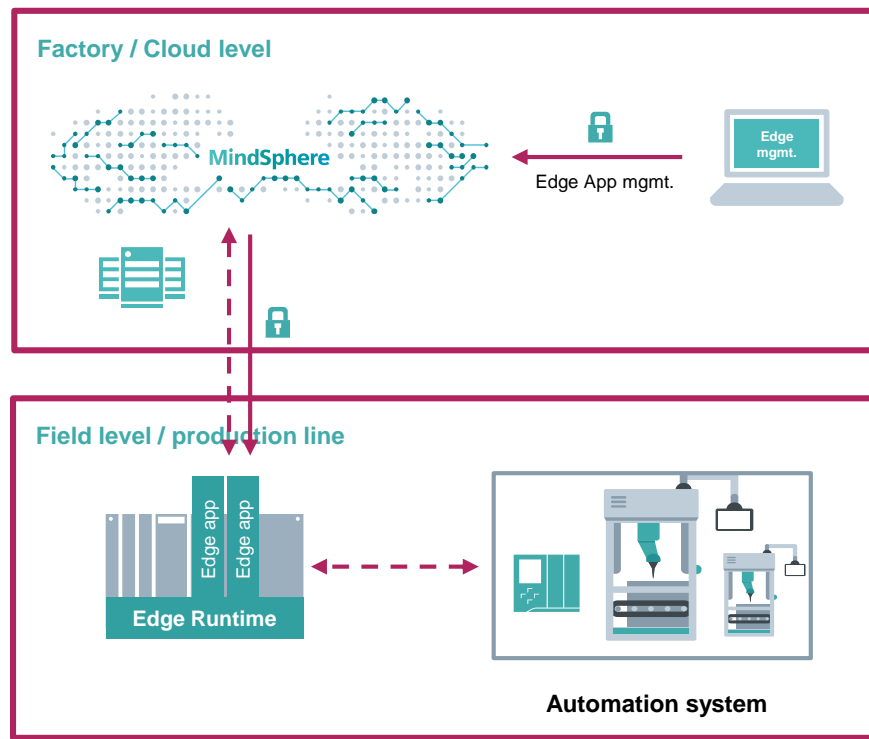 Factory / Cloud level
MindSphere
Edge
mgmt.
Edge App mgmt.
Field level / production line
Edge app
Edge app
Edge Runtime
Automation system